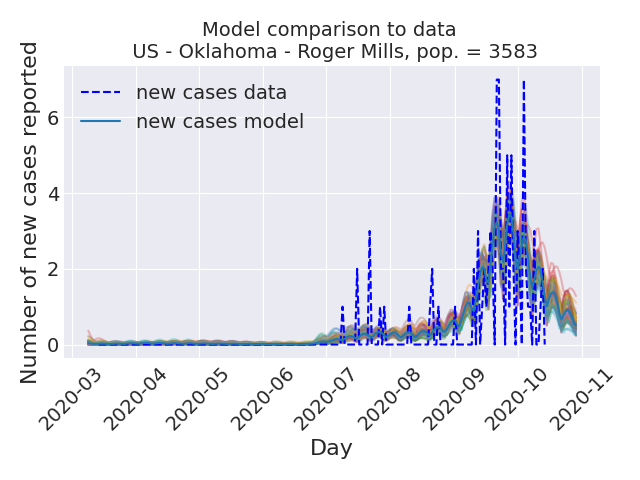 Model comparison to data
US - Oklahoma - Roger Mills, pop. = 3583
Number of new cases reported
new cases data
new cases model
6
4
2
0
2020-03
2020-04
2020-05
2020-06
2020-07
2020-08
2020-09
2020-10
2020-11
Day